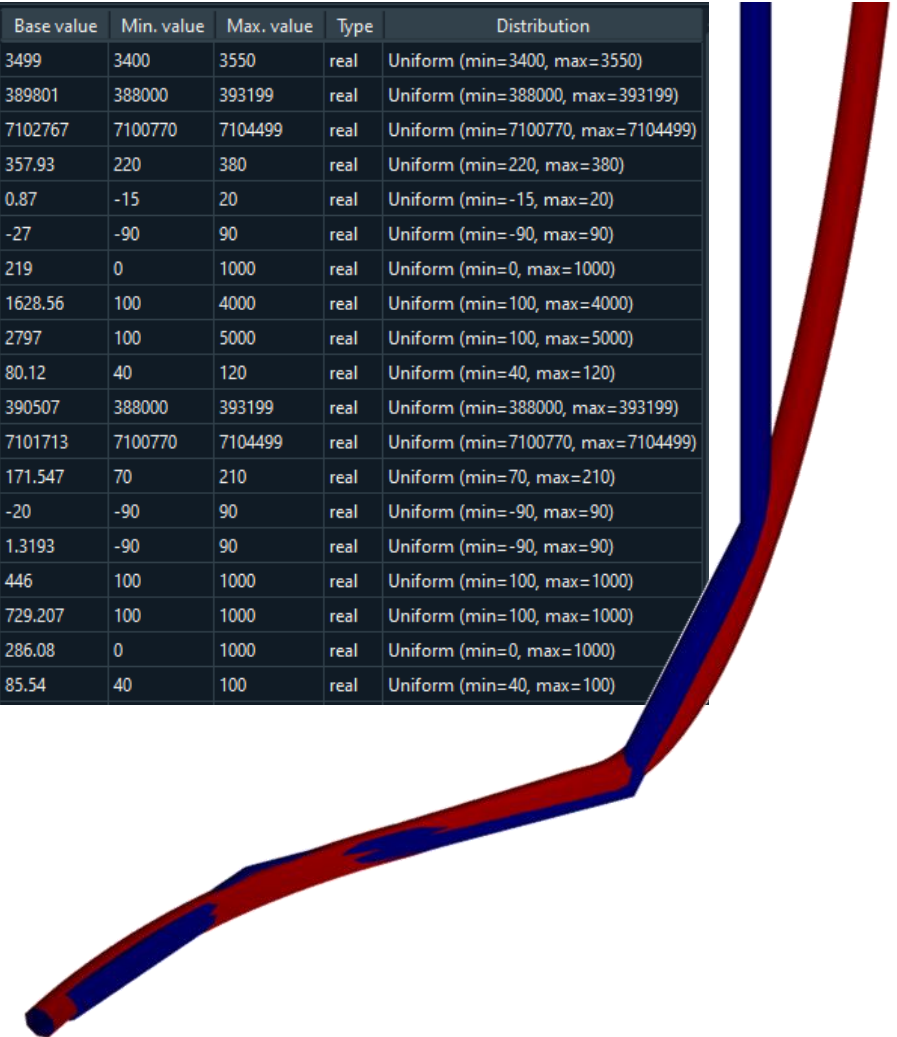 Base value Min. value Max. value Type Distribution
3499 3400 3550 real Uniform (min=3400, max=3550)
389801 388000 393199 real Uniform (min=388000, max=393199)
7102767 7100770 7104499 real Uniform (min=7100770, max=7104499)
357.93 220 380 real Uniform (min=220, max=380)
0.87 -15 20 real Uniform (min=-15, max=20)
-27 -90 90 real Uniform (min=-90, max=90)
219 0 1000 real Uniform (min=0, max=1000)
1628.56 100 4000 real Uniform (min=100, max=4000)
2797 100 5000 real Uniform (min=100, max=5000)
80.12 40 120 real Uniform (min=40, max=120)
390507 388000 393199 real Uniform (min=388000, max=393199)
7101713 7100770 7104499 real Uniform (min=7100770, max=7104499)
171.547 70 210 real Uniform (min=70, max=210)
-20 -90 90 real Uniform (min=-90, max=90)
1.3193 -90 90 real Uniform (min=-90, max=90)
446 100 1000 real Uniform (min=100, max=1000)
729.207 100 1000 real Uniform (min=100, max=1000)
286.08 0 1000 real Uniform (min=0, max=1000)
85.54 40 100 real Uniform (min=40, max=100)